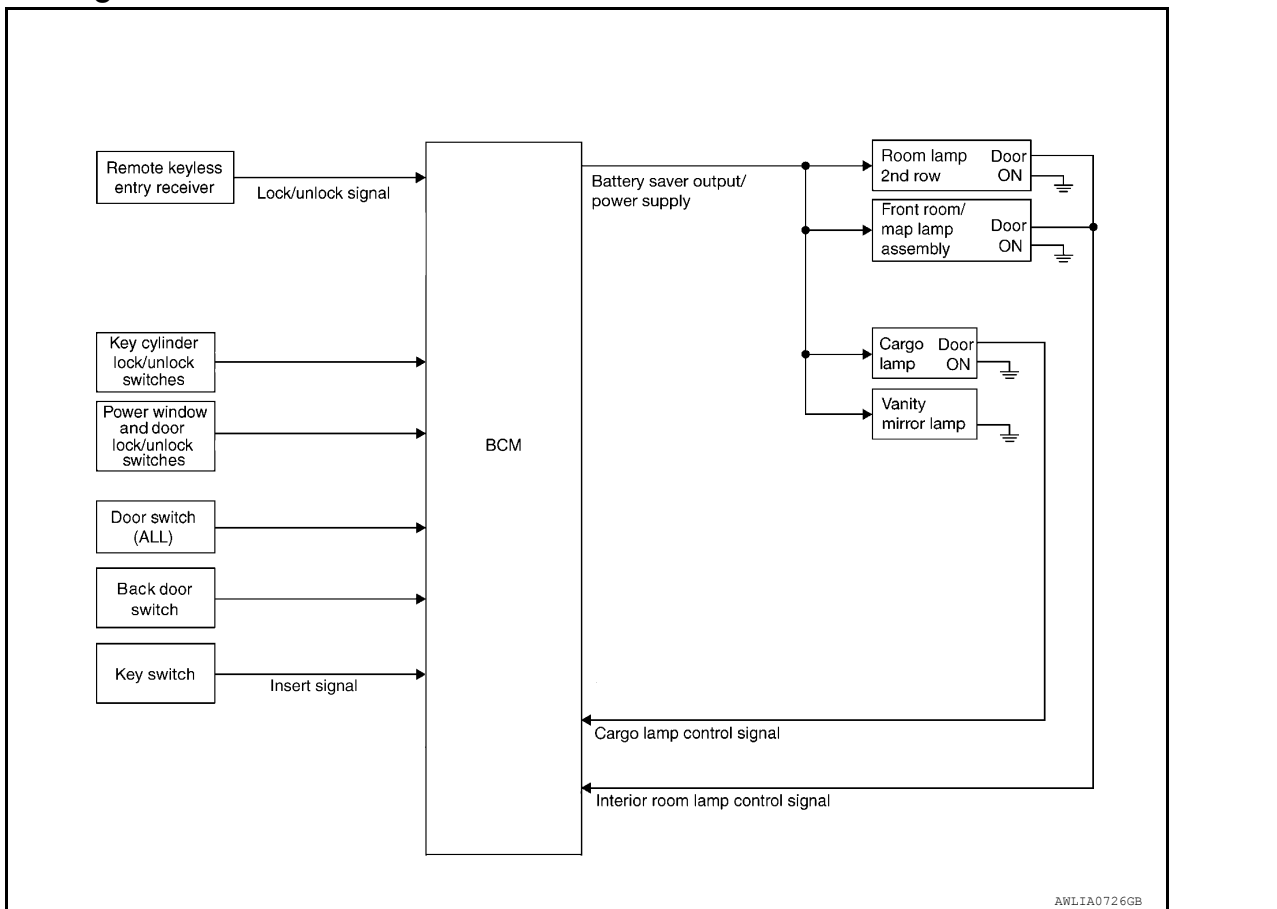 Remote keyless
entry receiver
Lock/unlock signal
Key cylinder
lock/unlock
switches
Power window
and door
lock/unlock
switches
Door switch
(ALL)
Back door
switch
Key switch
Insert signal
BCM
Battery saver output/
power supply
Room lamp Door
2nd row ON
Front room/
map lamp Door
assembly ON
Cargo Door
lamp ON
Vanity
mirror lamp
Cargo lamp control signal
Interior room lamp control signal
AWLIA0726GB